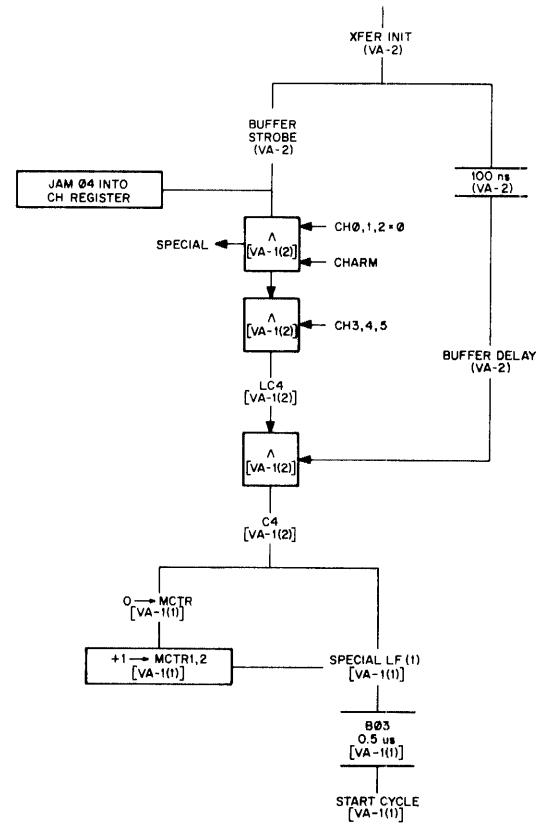 XFER INIT
(VA-2)
BUFFER
STROBE
(VA-2)
100 ns
(VA-2)
JAM Ø4 INTO
CH REGISTER
SPECIAL
Λ
[VA-1(2)]
CHØ,1,2=0
CHARM
Λ
[VA-1(2)]
CH3,4,5
BUFFER DELAY
(VA-2)
LC4
[VA-1(2)]
Λ
[VA-1(2)]
C4
[VA-1(2)]
0→MCTR
[VA-1(1)]
+1→MCTR1,2
[VA-1(1)]
SPECIAL LF(1)
[VA-1(1)]
BØ3
0.5 us
[VA-1(1)]
START CYCLE
[VA-1(1)]